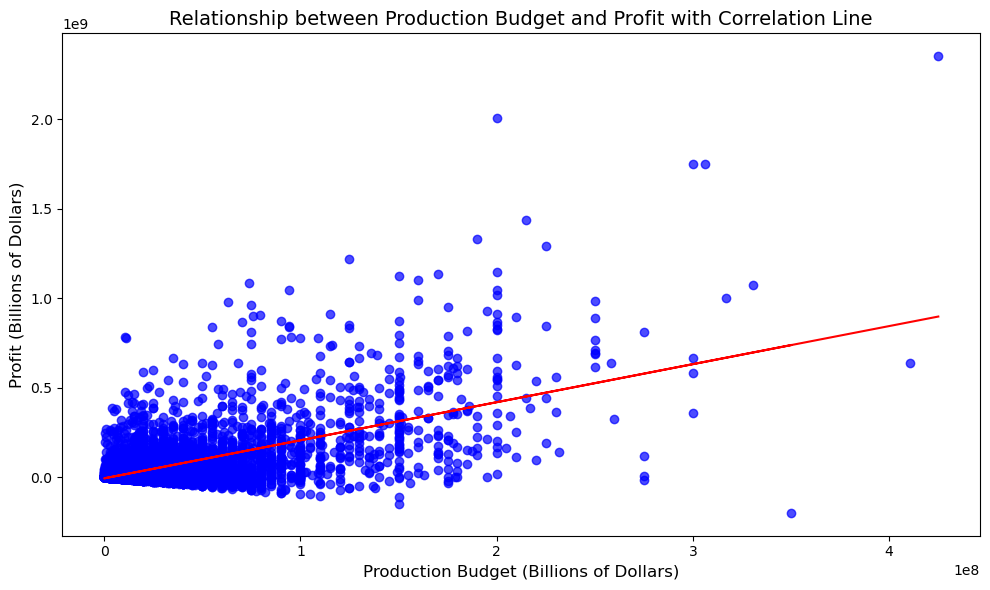 Relationship between Production Budget and Profit with Correlation Line
1e9
Profit (Billions of Dollars)
2.0
1.5
1.0
0.5
0.0
0 1 2 3 4
1e8
Production Budget (Billions of Dollars)